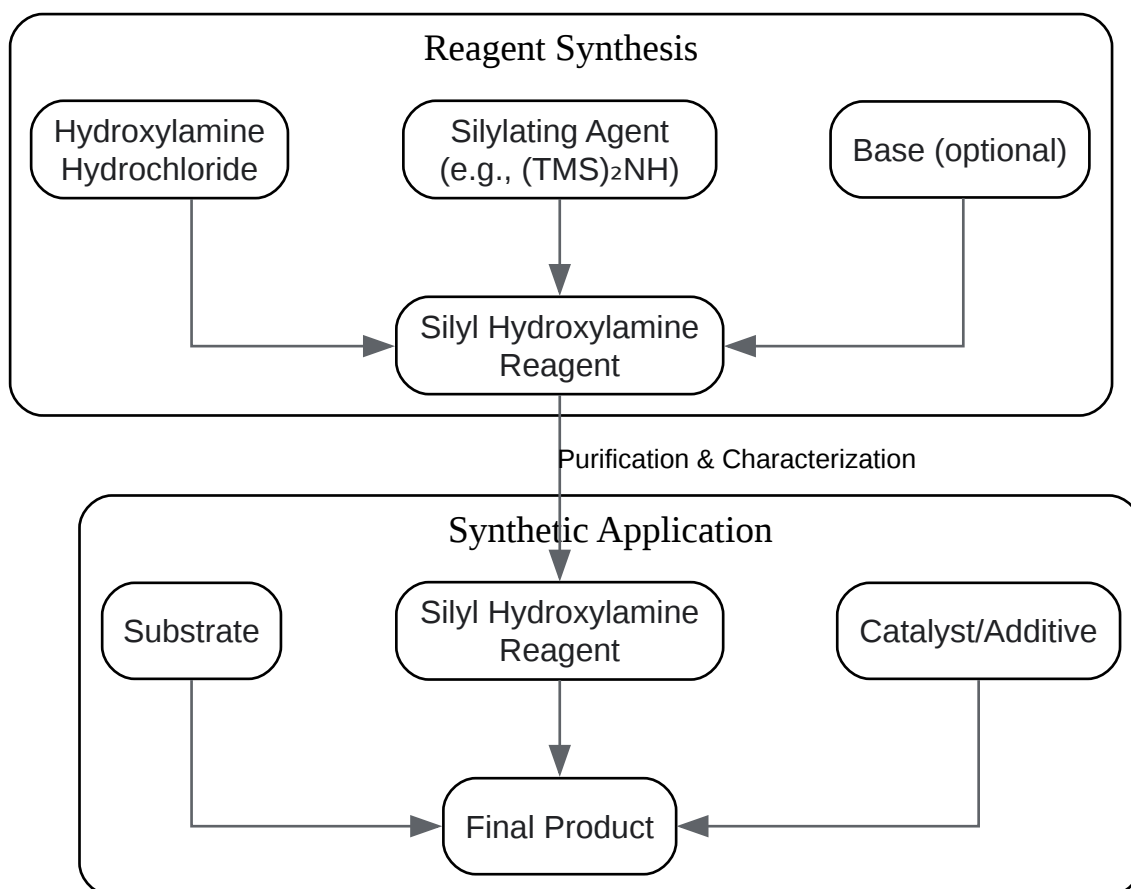 Reagent Synthesis
Hydroxylamine
Hydrochloride
Silylating Agent
(e.g., (TMS)₂NH)
Base (optional)
Silyl Hydroxylamine
Reagent
Purification & Characterization
Synthetic Application
Substrate
Silyl Hydroxylamine
Reagent
Catalyst/Additive
Final Product